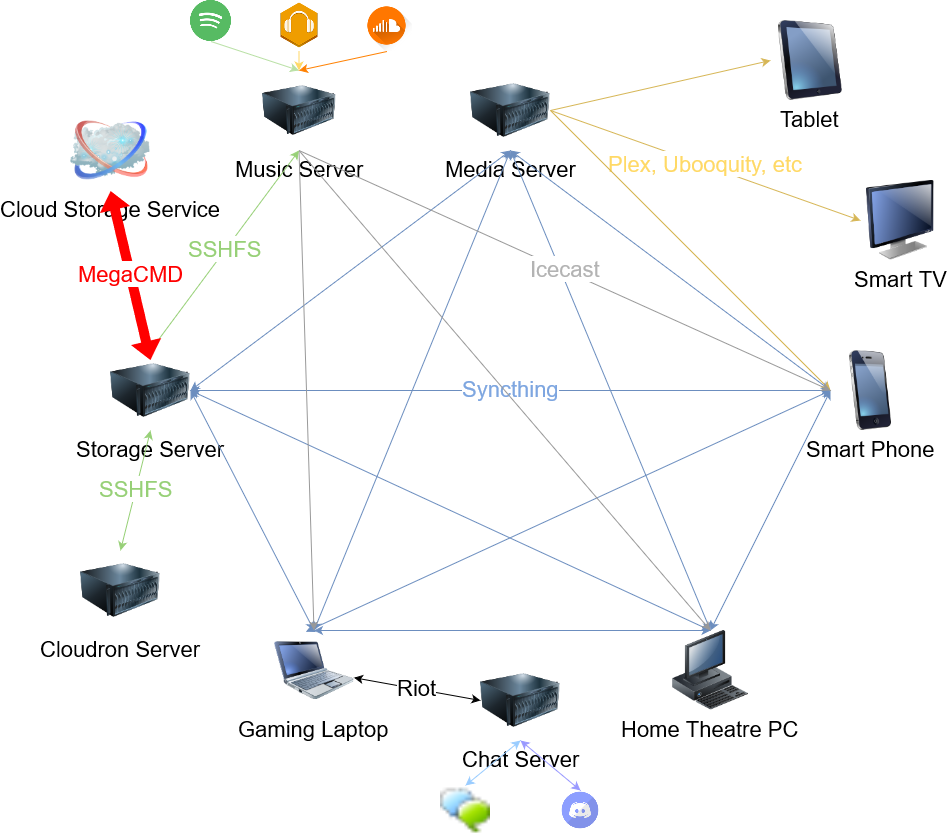 Tablet
Music Server
Media Server
Plex, Ubooquity, etc
Cloud Storage Service
SSHFS
MegaCMD
Icecast
Smart TV
Syncthing
Storage Server
Smart Phone
SSHFS
Cloudron Server
Riot
Gaming Laptop
Home Theatre PC
Chat Server